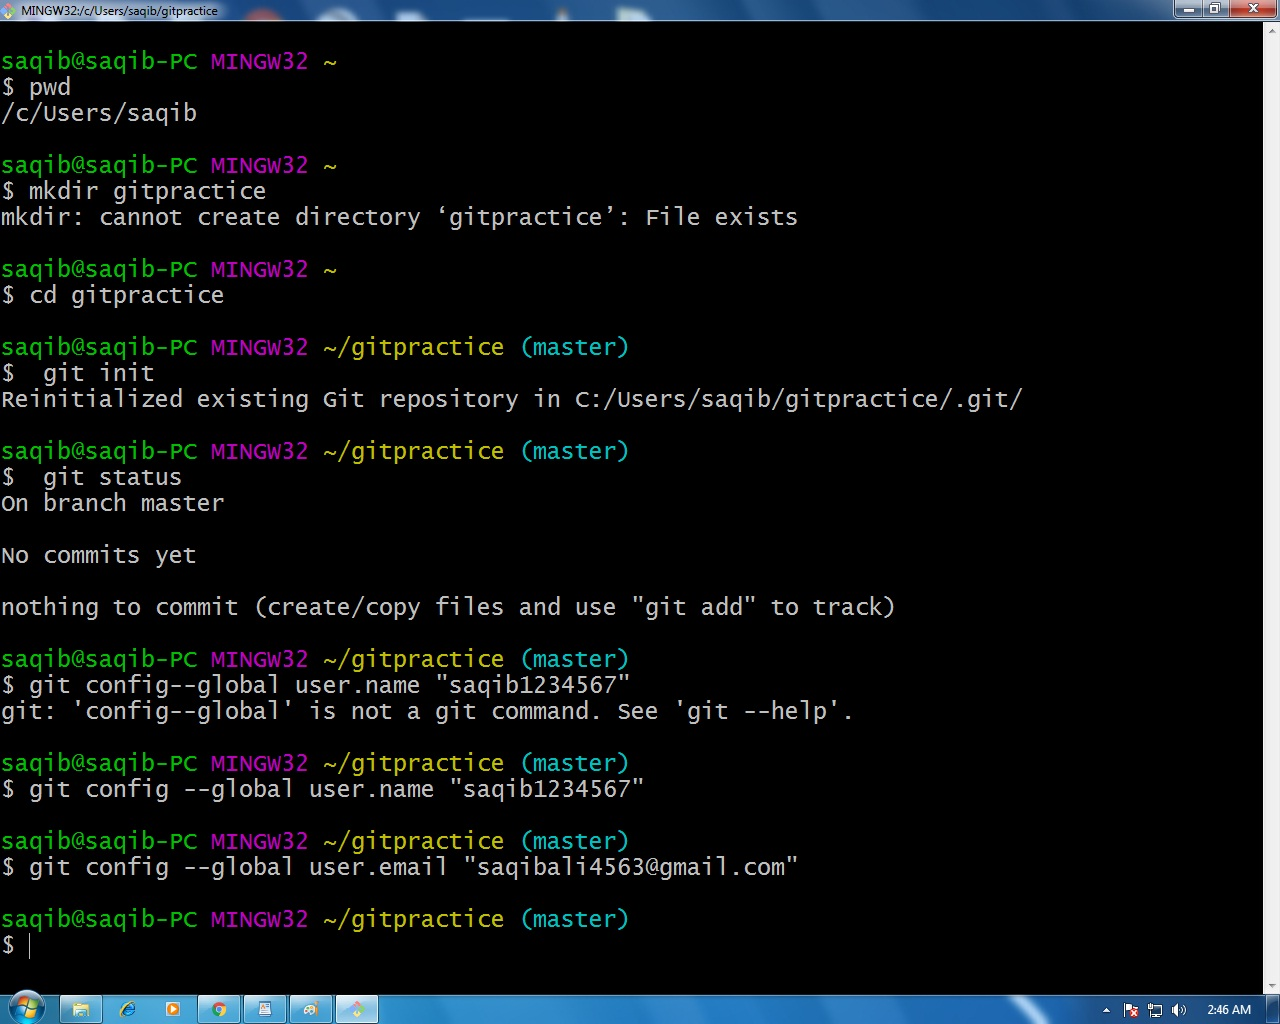 MINGW32:/c/Users/saqib/gitpractice
saqib@saqib-PC MINGW32 ~
$ pwd
/c/Users/saqib
saqib@saqib-PC MINGW32 ~
$ mkdir gitpractice
mkdir: cannot create directory ‘gitpractice’: File exists
saqib@saqib-PC MINGW32 ~
$ cd gitpractice
saqib@saqib-PC MINGW32 ~/gitpractice (master)
$  git init
Reinitialized existing Git repository in C:/Users/saqib/gitpractice/.git/
saqib@saqib-PC MINGW32 ~/gitpractice (master)
$  git status
On branch master
No commits yet
nothing to commit (create/copy files and use "git add" to track)
saqib@saqib-PC MINGW32 ~/gitpractice (master)
$ git config--global user.name "saqib1234567"
git: 'config--global' is not a git command. See 'git --help'.
saqib@saqib-PC MINGW32 ~/gitpractice (master)
$ git config --global user.name "saqib1234567"
saqib@saqib-PC MINGW32 ~/gitpractice (master)
$ git config --global user.email "saqibali4563@gmail.com"
saqib@saqib-PC MINGW32 ~/gitpractice (master)
$
2:46 AM